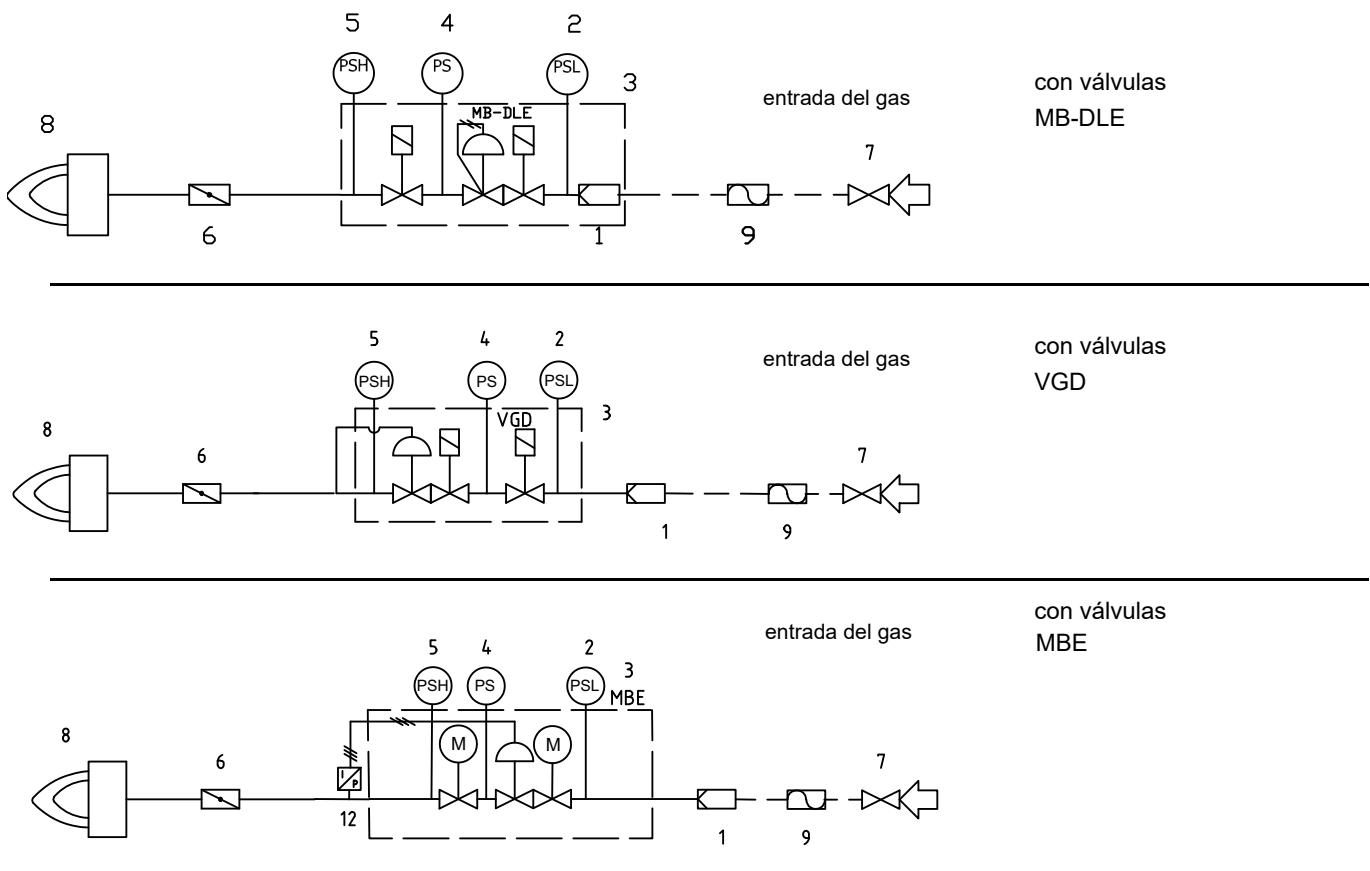 5 4 2
PSH PS PSL
3
MB-DLE
entrada del gas
con válvulas
MB-DLE
8
7
6 1 9
5 4 2
PSH PS PSL
3
VGD
entrada del gas
con válvulas
VGD
8
6
7
1 9
5 4 2
PSH PS PSL
3
MBE
entrada del gas
con válvulas
MBE
M M
8
6
7
I/P
12
1 9